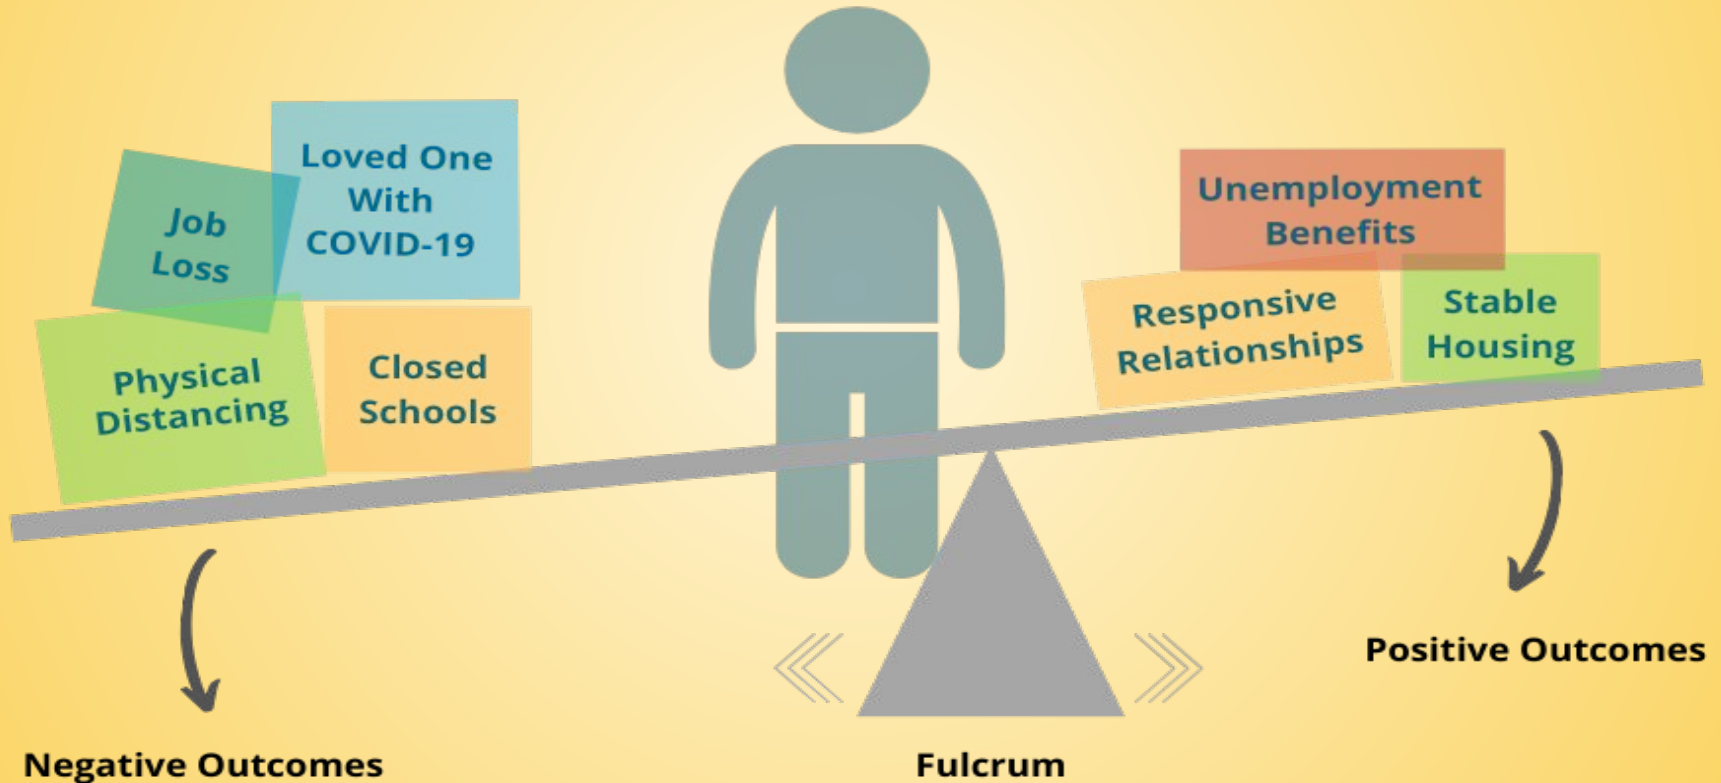 Loved One
With
COVID-19
Job
Loss
Physical
Distancing
Closed
Schools
Unemployment
Benefits
Responsive
Relationships
Stable
Housing
Positive Outcomes
Negative Outcomes
Fulcrum